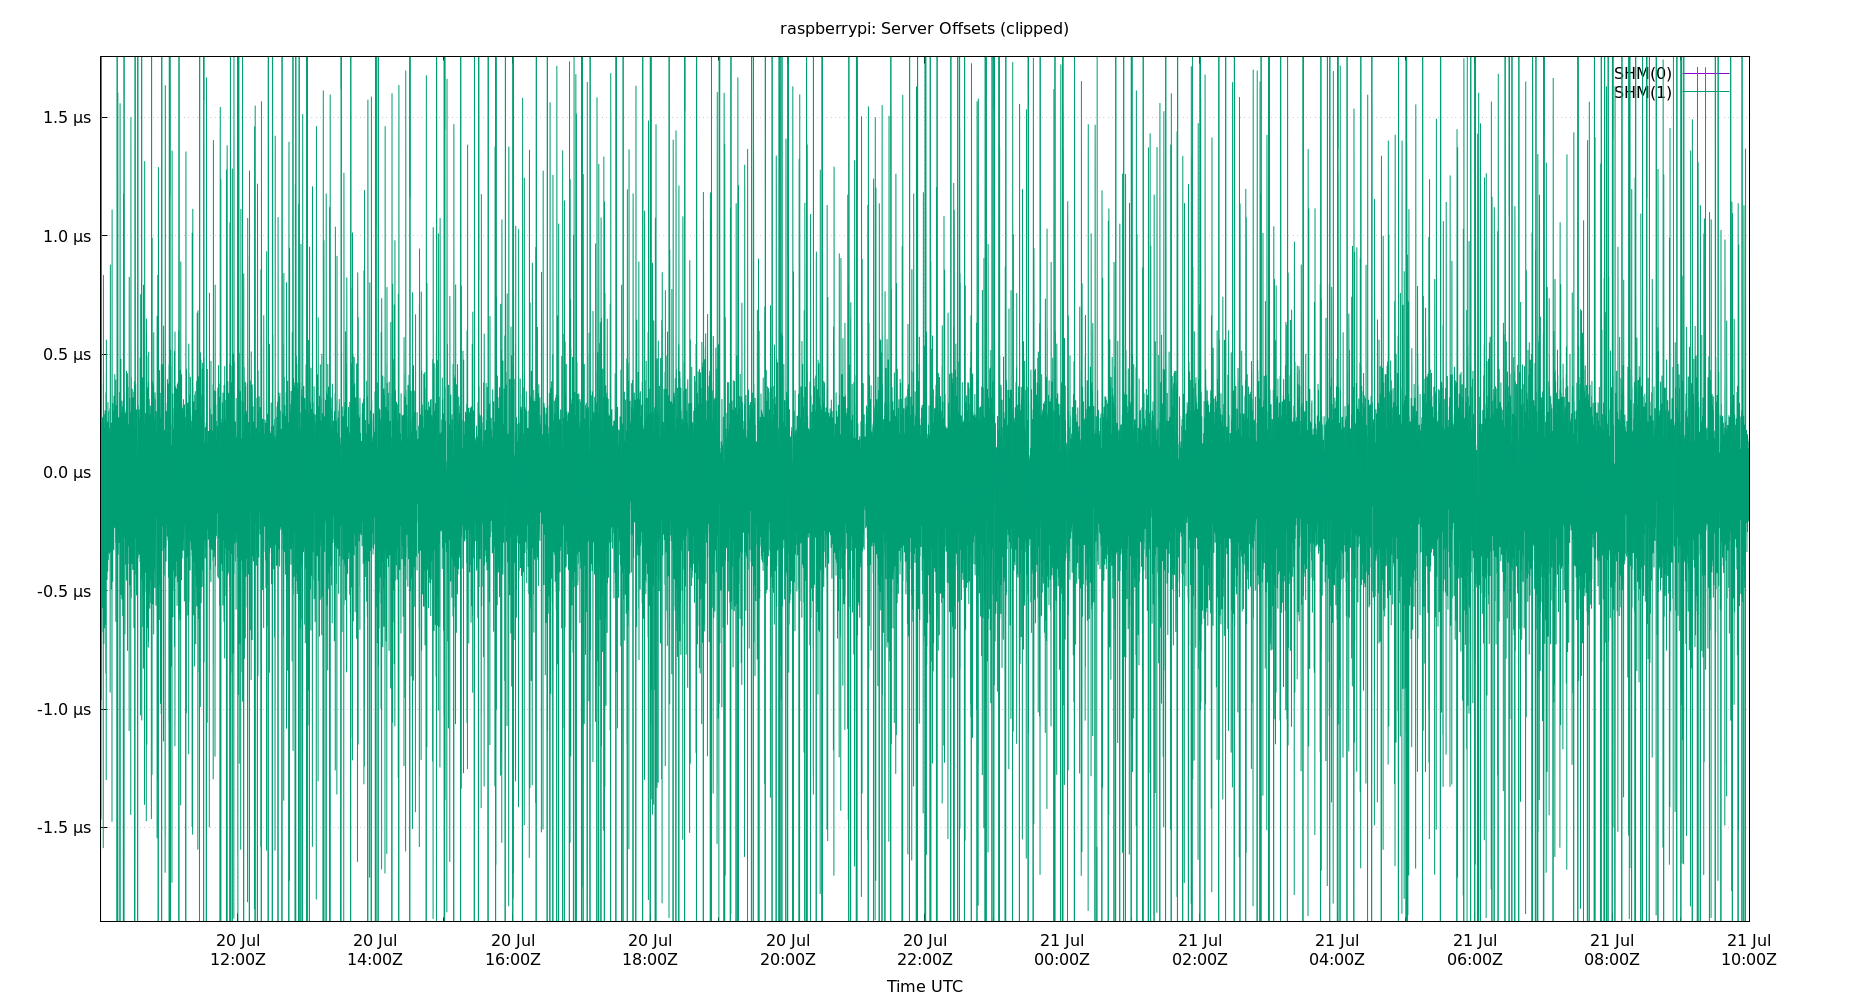 raspberrypi: Server Offsets (clipped)
SHM(0)
SHM(1)
1.5 µs
1.0 µs
0.5 µs
0.0 µs
-0.5 µs
-1.0 µs
-1.5 µs
20 Jul 20 Jul 20 Jul 20 Jul 20 Jul 20 Jul 21 Jul 21 Jul 21 Jul 21 Jul 21 Jul 21 Jul
12:00Z 14:00Z 16:00Z 18:00Z 20:00Z 22:00Z 00:00Z 02:00Z 04:00Z 06:00Z 08:00Z 10:00Z
Time UTC